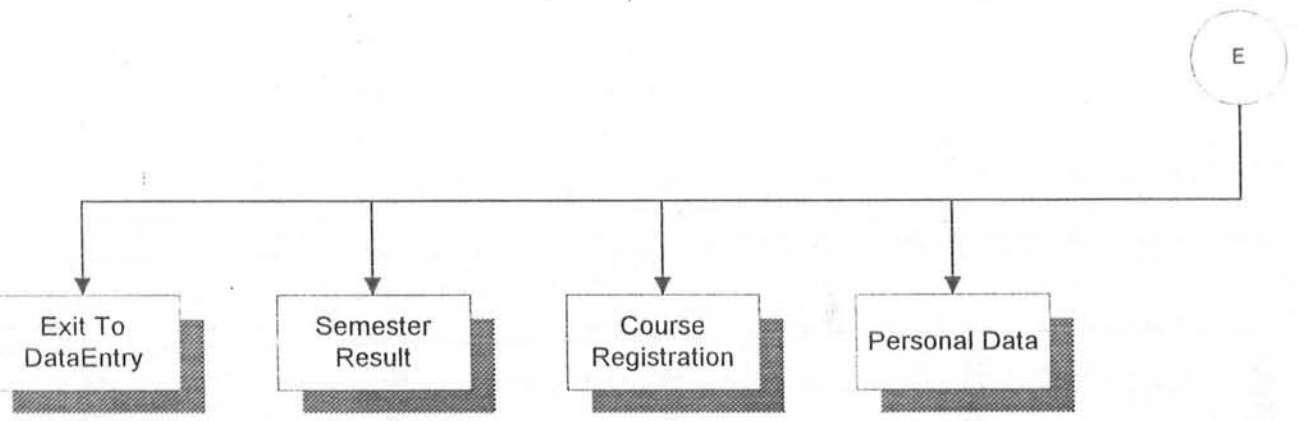 E
Exit To
DataEntry
Semester
Result
Course
Registration
Personal Data